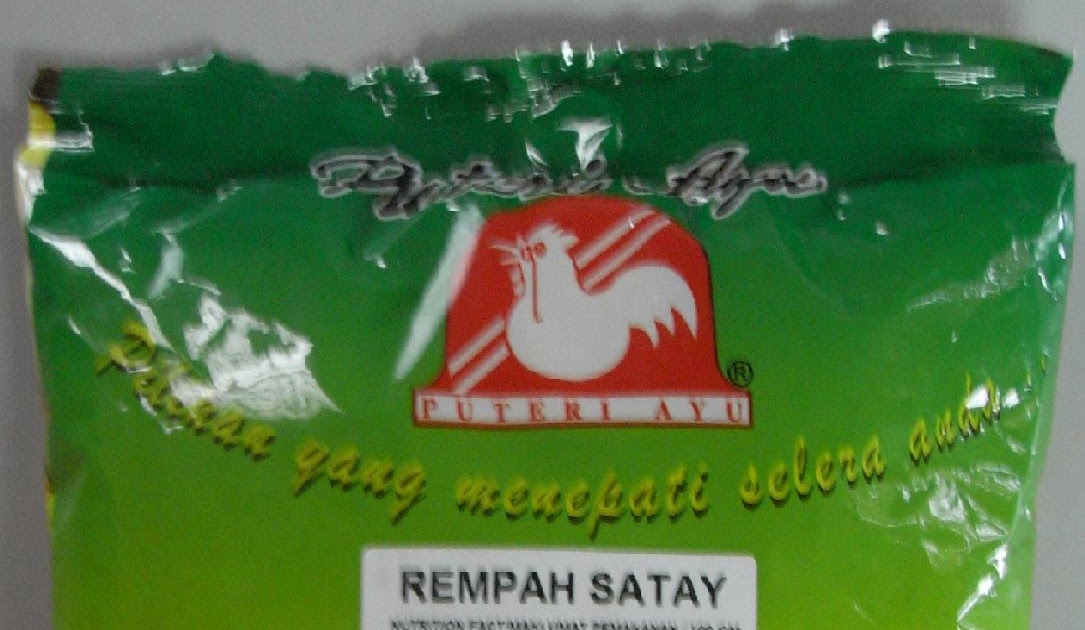 Puteri Ayu
®
PUTERI AYU
Pilihan yang menepati selera anda...
REMPAH SATAY